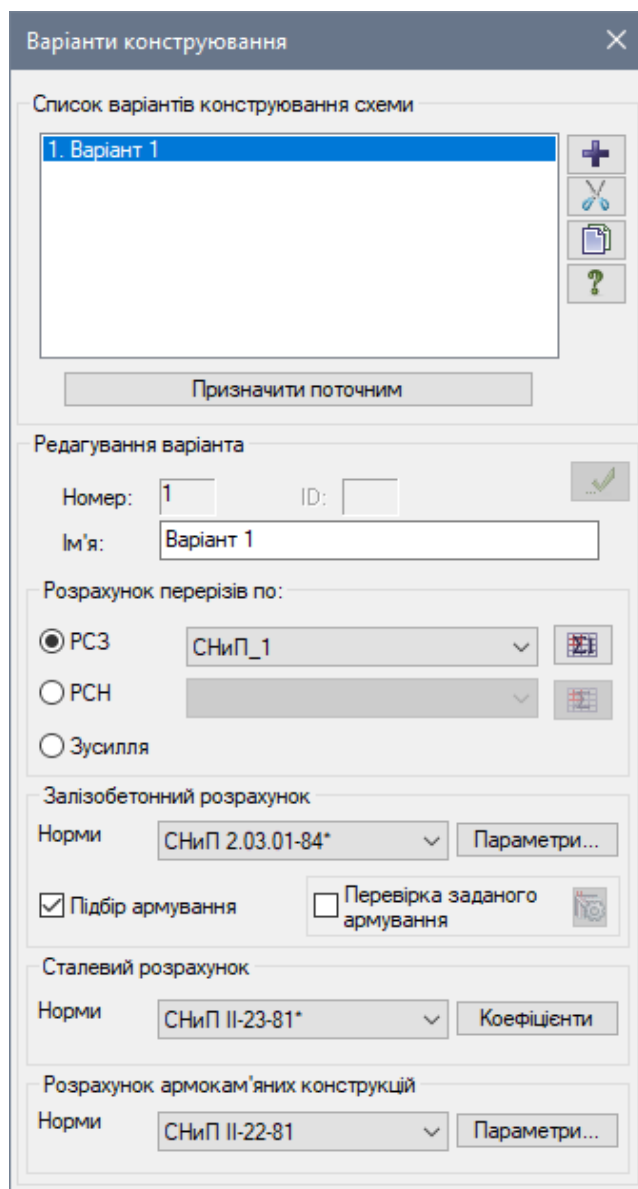 Варіанти конструювання
Список варіантів конструювання схеми
1. Варіант 1
Призначити поточним
Редагування варіанта
Номер: 1 ID:
Ім'я: Варіант 1
Розрахунок перерізів по:
РСЗ СНиП_1
РСН
Зусилля
Залізобетонний розрахунок
Норми СНиП 2.03.01-84* Параметри...
Підбір армування Перевірка заданого
армування
Сталевий розрахунок
Норми СНиП II-23-81* Коефіцієнти
Розрахунок армокам'яних конструкцій
Норми СНиП II-22-81 Параметри...